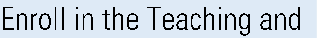 Enroll in the Teaching and